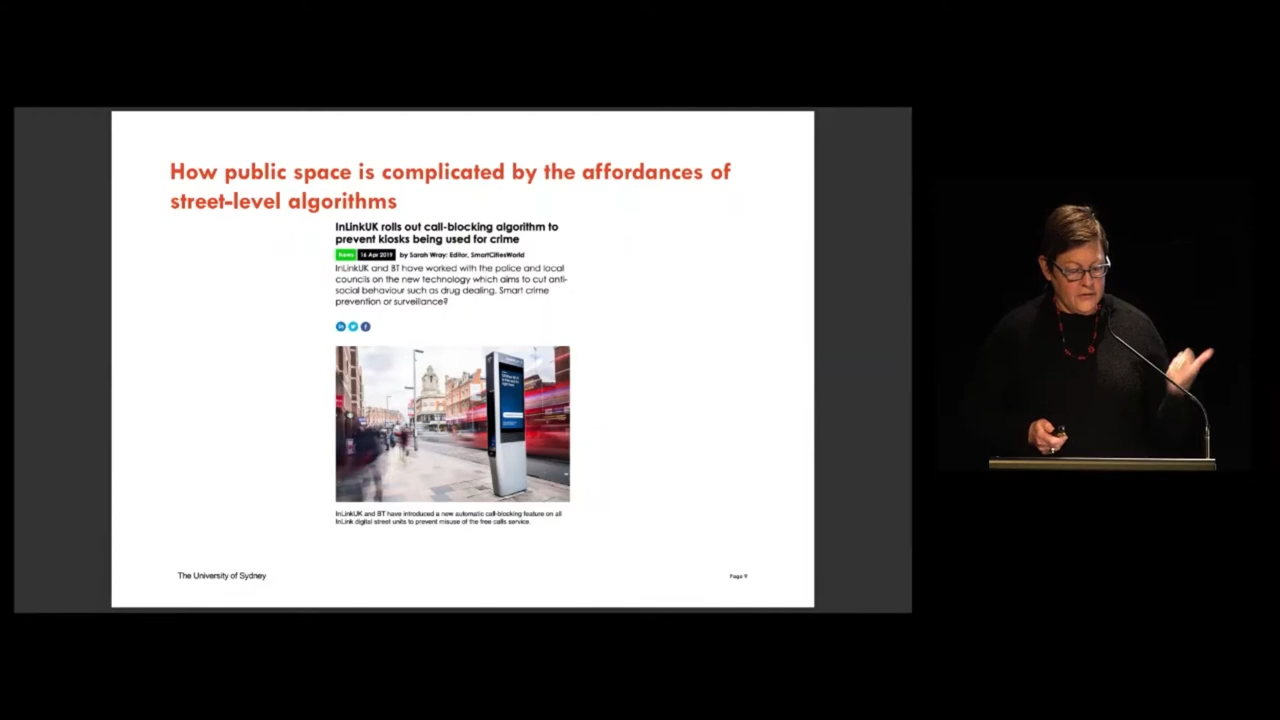 How public space is complicated by the affordances of
street-level algorithms
InLinkUK rolls out call-blocking algorithm to
prevent kiosks being used for crime
News 16 Apr 2019 by Sarah Wray: Editor, SmartCitiesWorld
InLinkUK and BT have worked with the police and local
councils on the new technology which aims to cut anti-
social behaviour such as drug dealing. Smart crime
prevention or surveillance?
InLinkUK and BT have introduced a new automatic call-blocking feature on all
InLink digital street units to prevent misuse of the free calls service.
The University of Sydney
Page 9